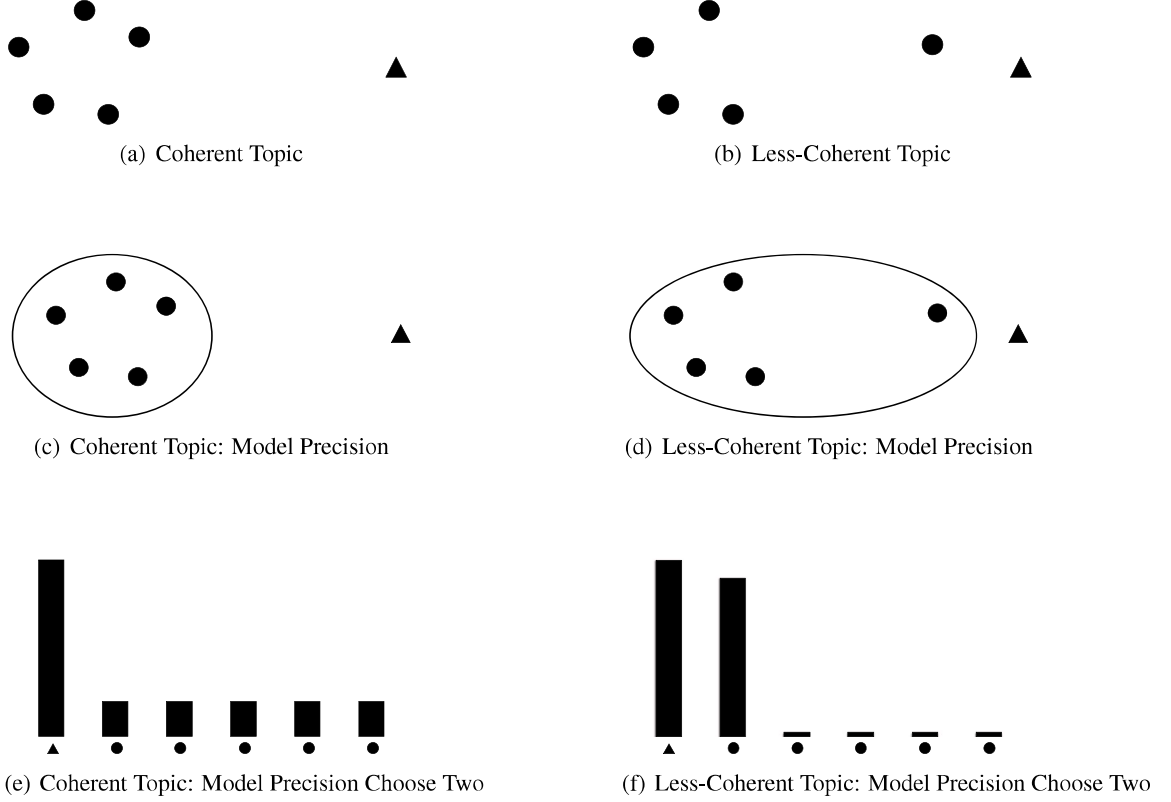 (a) Coherent Topic
(b) Less-Coherent Topic
(c) Coherent Topic: Model Precision
(d) Less-Coherent Topic: Model Precision
(e) Coherent Topic: Model Precision Choose Two
(f) Less-Coherent Topic: Model Precision Choose Two